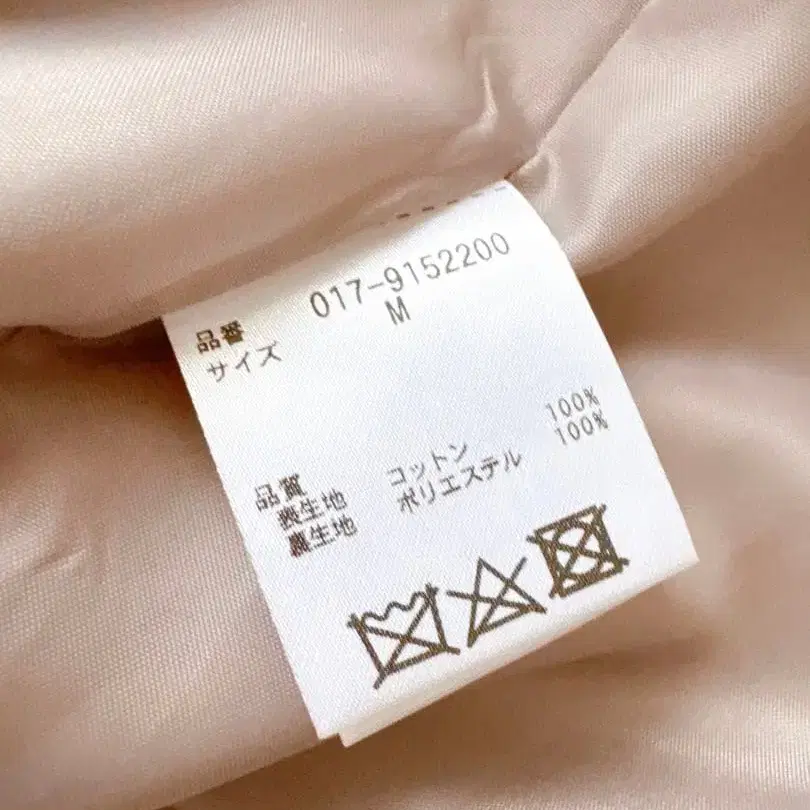 品番 017-9152200
サイズ M
品質
表生地 コットン 100%
裏生地 ポリエステル 100%